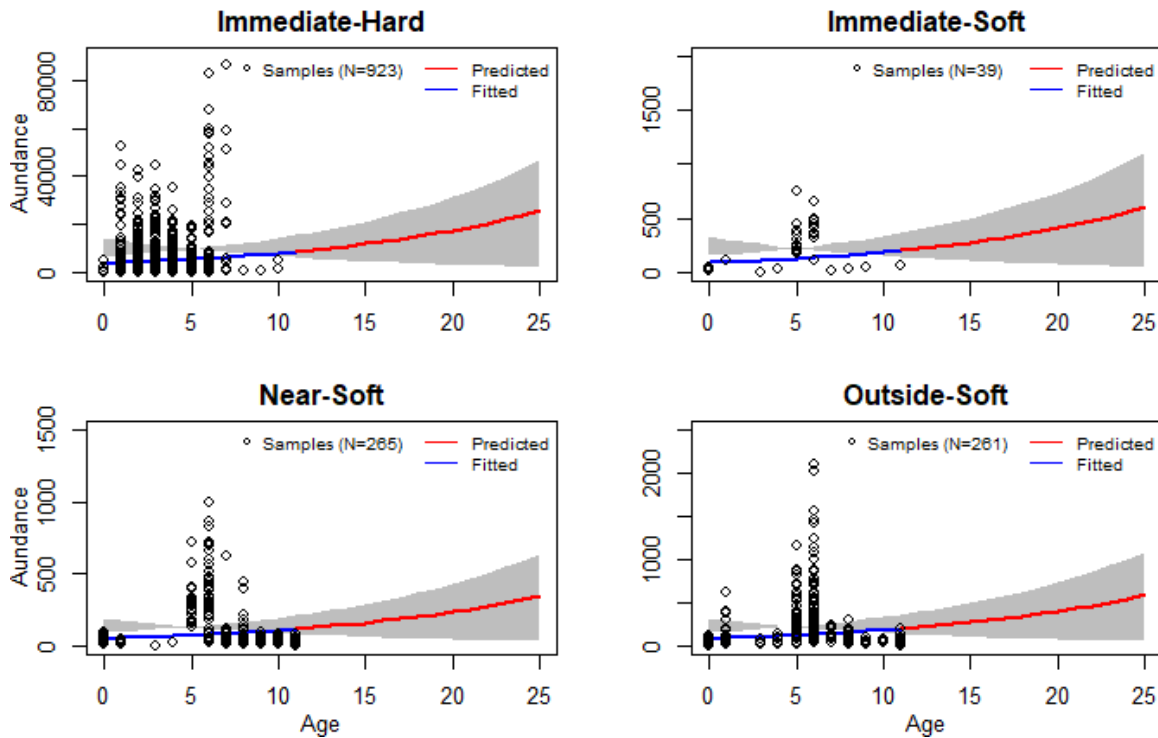 Immediate-Hard
Aundance
80000
40000
0
Samples (N=923)
Predicted
Fitted
0 5 10 15 20 25
Immediate-Soft
1500
500
0
Samples (N=39)
Predicted
Fitted
0 5 10 15 20 25
Near-Soft
Aundance
1500
1000
500
0
Samples (N=265)
Predicted
Fitted
0 5 10 15 20 25
Age
Outside-Soft
2000
1000
0
Samples (N=261)
Predicted
Fitted
0 5 10 15 20 25
Age